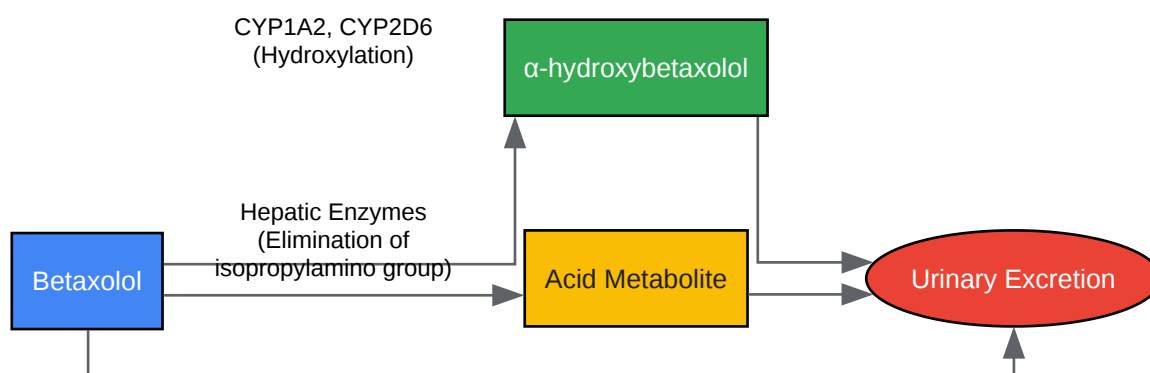 CYP1A2, CYP2D6
(Hydroxylation)
α-hydroxybetaxolol
Hepatic Enzymes
(Elimination of
isopropylamino group)
Betaxolol
Acid Metabolite
Urinary Excretion